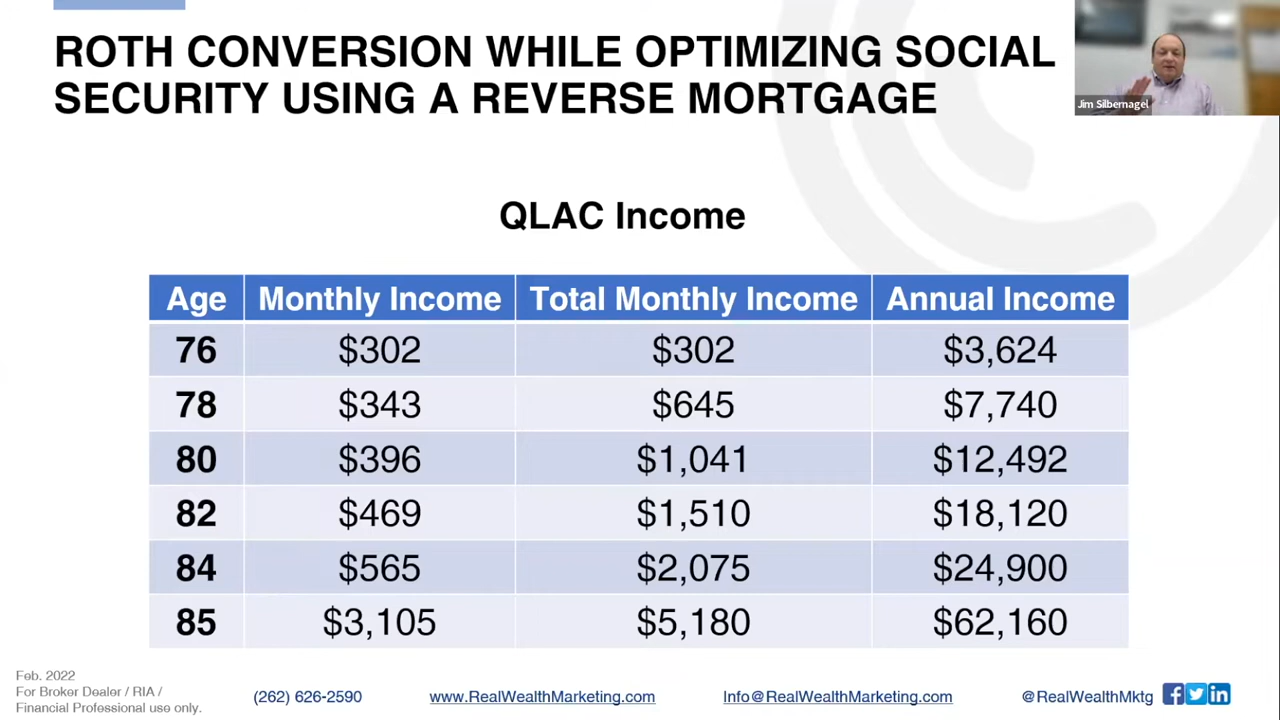 ROTH CONVERSION WHILE OPTIMIZING SOCIAL
SECURITY USING A REVERSE MORTGAGE
Jim Silbernagel
QLAC Income
Age Monthly Income Total Monthly Income Annual Income
76 $302 $302 $3,624
78 $343 $645 $7,740
80 $396 $1,041 $12,492
82 $469 $1,510 $18,120
84 $565 $2,075 $24,900
85 $3,105 $5,180 $62,160
Feb. 2022
For Broker Dealer / RIA /
Financial Professional use only.
(262) 626-2590 www.RealWealthMarketing.com Info@RealWealthMarketing.com @RealWealthMktg